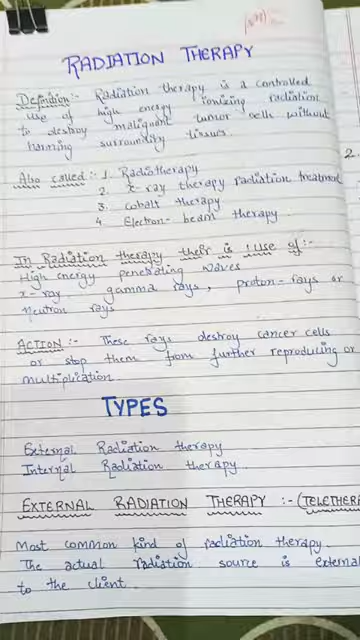 RADIATION THERAPY
Definition:- Radiation therapy is a controlled
use of high energy ionizing radiation
to destroy malignant tumor cells without
harming surrounding tissues.
Also called:- 1. Radiotherapy
2. X-ray therapy radiation treatment
3. Cobalt therapy
4. Electron-beam therapy.
In Radiation therapy their is use of:-
High energy penetrating waves
x-ray, gamma rays, proton-rays or
neutron rays
ACTION:- These rays destroy cancer cells
or stop them from further reproducing or
multiplication.
TYPES
External Radiation therapy
Internal Radiation therapy.
EXTERNAL RADIATION THERAPY :- (TELETHERA
Most common kind of radiation therapy.
The actual radiation source is external
to the client.
2.